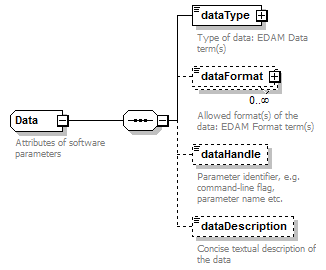 dataType
Type of data: EDAM Data
term(s)
dataFormat
0..∞
Allowed format(s) of the
data: EDAM Format term(s)
Data
Attributes of software
parameters
dataHandle
Parameter identifier, e.g.
command-line flag,
parameter name etc.
dataDescription
Concise textual description of
the data